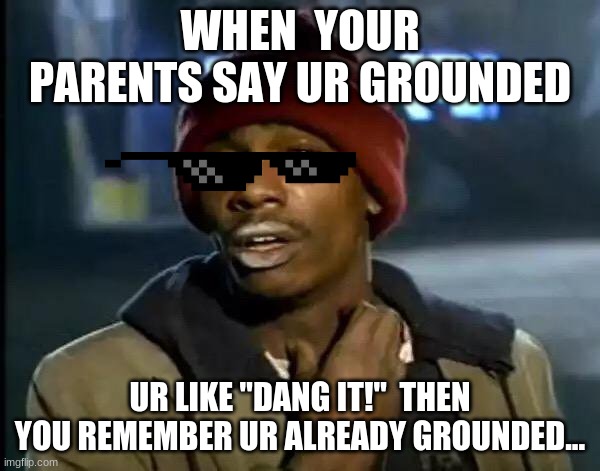 WHEN  YOUR
PARENTS SAY UR GROUNDED
UR LIKE "DANG IT!"  THEN
YOU REMEMBER UR ALREADY GROUNDED...
imgflip.com